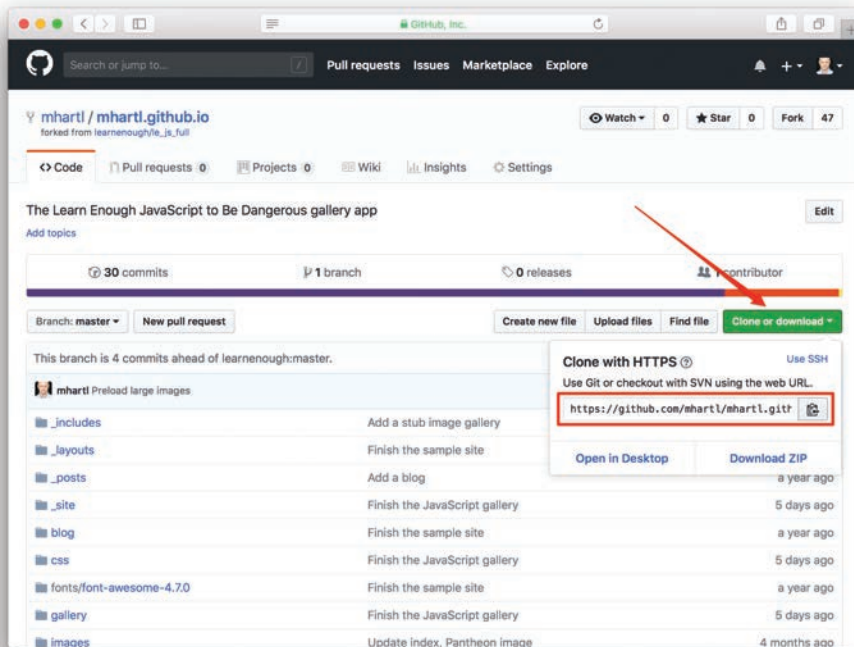 GitHub, Inc.
Search or jump to... /
Pull requests Issues Marketplace Explore
mhartl / mhartl.github.io
Watch 0 Star 0 Fork 47
forked from learnenough/le_js_full
Code Pull requests 0 Projects 0 Wiki Insights Settings
The Learn Enough JavaScript to Be Dangerous gallery app
Edit
Add topics
30 commits 1 branch 0 releases 1 contributor
Branch: master New pull request Create new file Upload files Find file Clone or download
This branch is 4 commits ahead of learnenough:master.
Clone with HTTPS ? Use SSH
Use Git or checkout with SVN using the web URL.
https://github.com/mhartl/mhartl.gith
Open in Desktop Download ZIP
mhartl Preload large images
_includes Add a stub image gallery
_layouts Finish the sample site
_posts Add a blog a year ago
_site Finish the JavaScript gallery 5 days ago
blog Finish the sample site a year ago
css Finish the JavaScript gallery 5 days ago
fonts/font-awesome-4.7.0 Finish the sample site a year ago
gallery Finish the JavaScript gallery 5 days ago
images Update index, Pantheon image 4 months ago